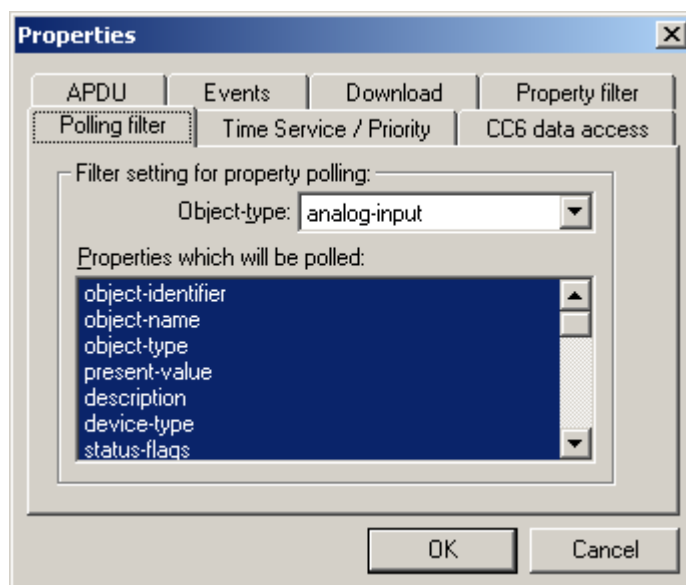 Properties
APDU Events Download Property filter
Polling filter Time Service / Priority CC6 data access
Filter setting for property polling:
Object-type: analog-input
Properties which will be polled:
object-identifier
object-name
object-type
present-value
description
device-type
status-flags
OK Cancel